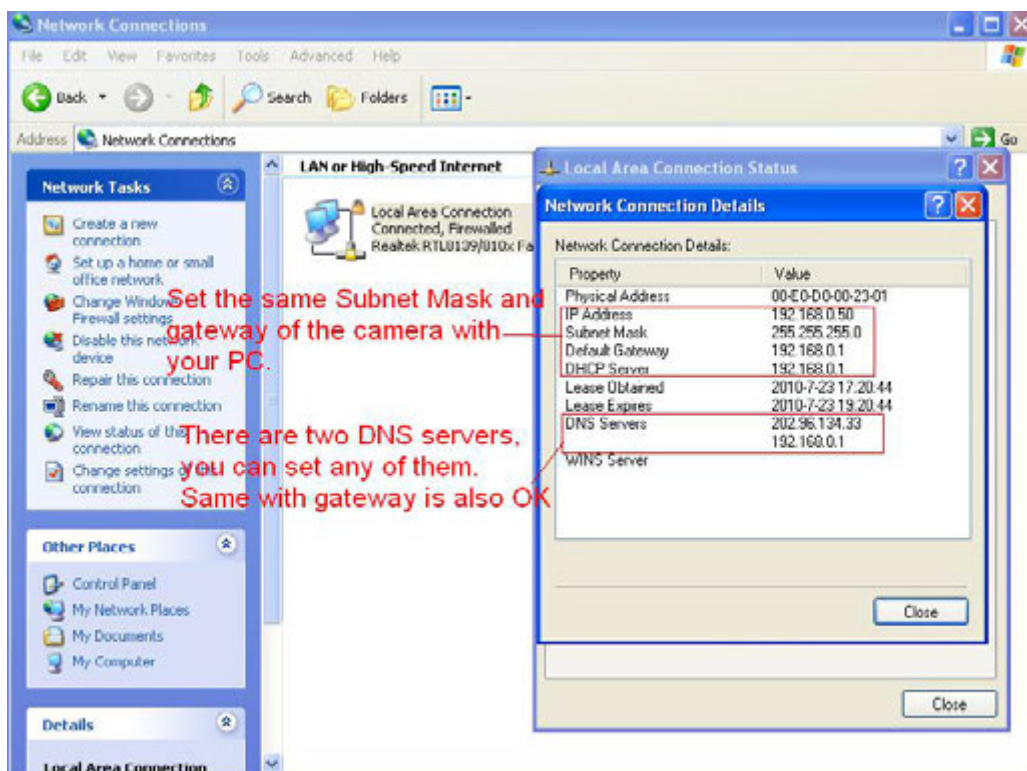 Network Connections
File Edit View Favorites Tools Advanced Help
Back Search Folders
Address Network Connections Go
Network Tasks
Create a new
connection
Set up a home or small
office network
Change Windows
Firewall settings
Disable this network
device
Repair this connection
Rename this connection
View status of this
connection
Change settings of this
connection
Other Places
Control Panel
My Network Places
My Documents
My Computer
Details
Local Area Connection
LAN or High-Speed Internet
Local Area Connection
Connected, Firewalled
Realtek RTL8139/810x Fa
Set the same Subnet Mask and
gateway of the camera with
your PC.
There are two DNS servers,
you can set any of them.
Same with gateway is also OK
Local Area Connection Status
Network Connection Details
Network Connection Details:
Property Value
Physical Address 00-E0-D0-00-23-01
IP Address 192.168.0.50
Subnet Mask 255.255.255.0
Default Gateway 192.168.0.1
DHCP Server 192.168.0.1
Lease Obtained 2010-7-23 17:20:44
Lease Expires 2010-7-23 19:20:44
DNS Servers 202.96.134.33
192.168.0.1
WINS Server
Close
Close